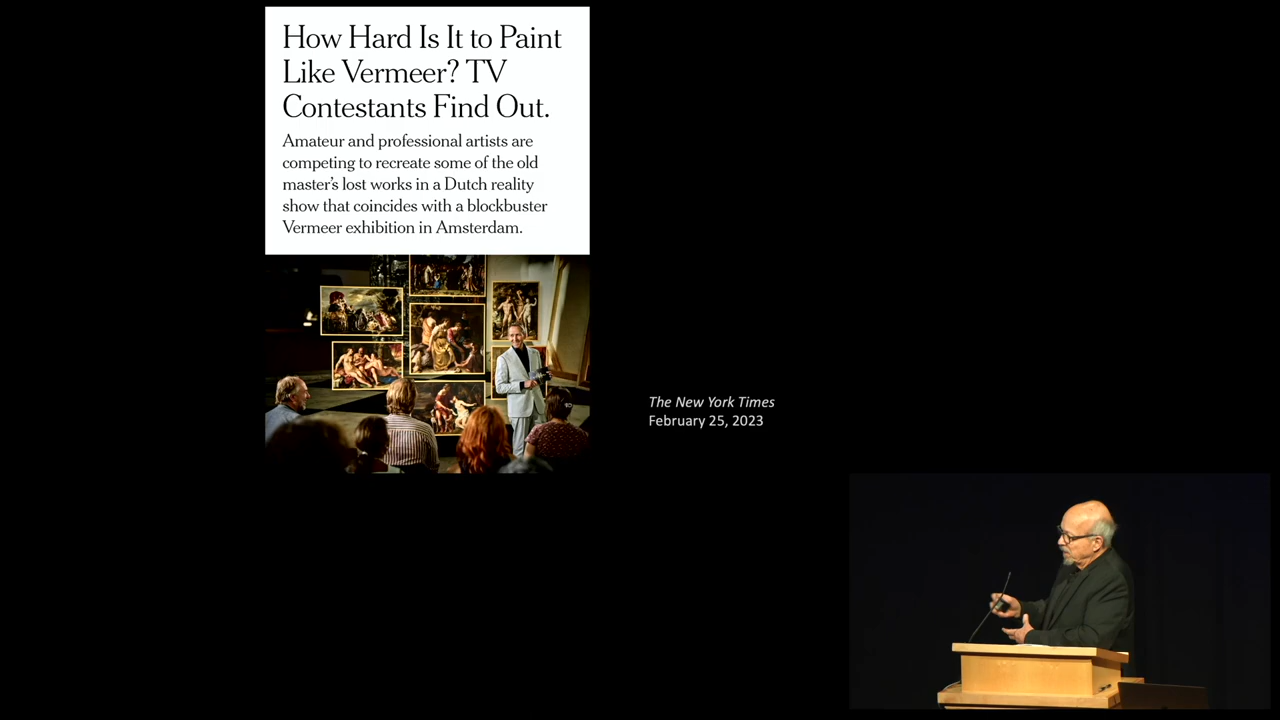 How Hard Is It to Paint
Like Vermeer? TV
Contestants Find Out.
Amateur and professional artists are
competing to recreate some of the old
master's lost works in a Dutch reality
show that coincides with a blockbuster
Vermeer exhibition in Amsterdam.
The New York Times
February 25, 2023